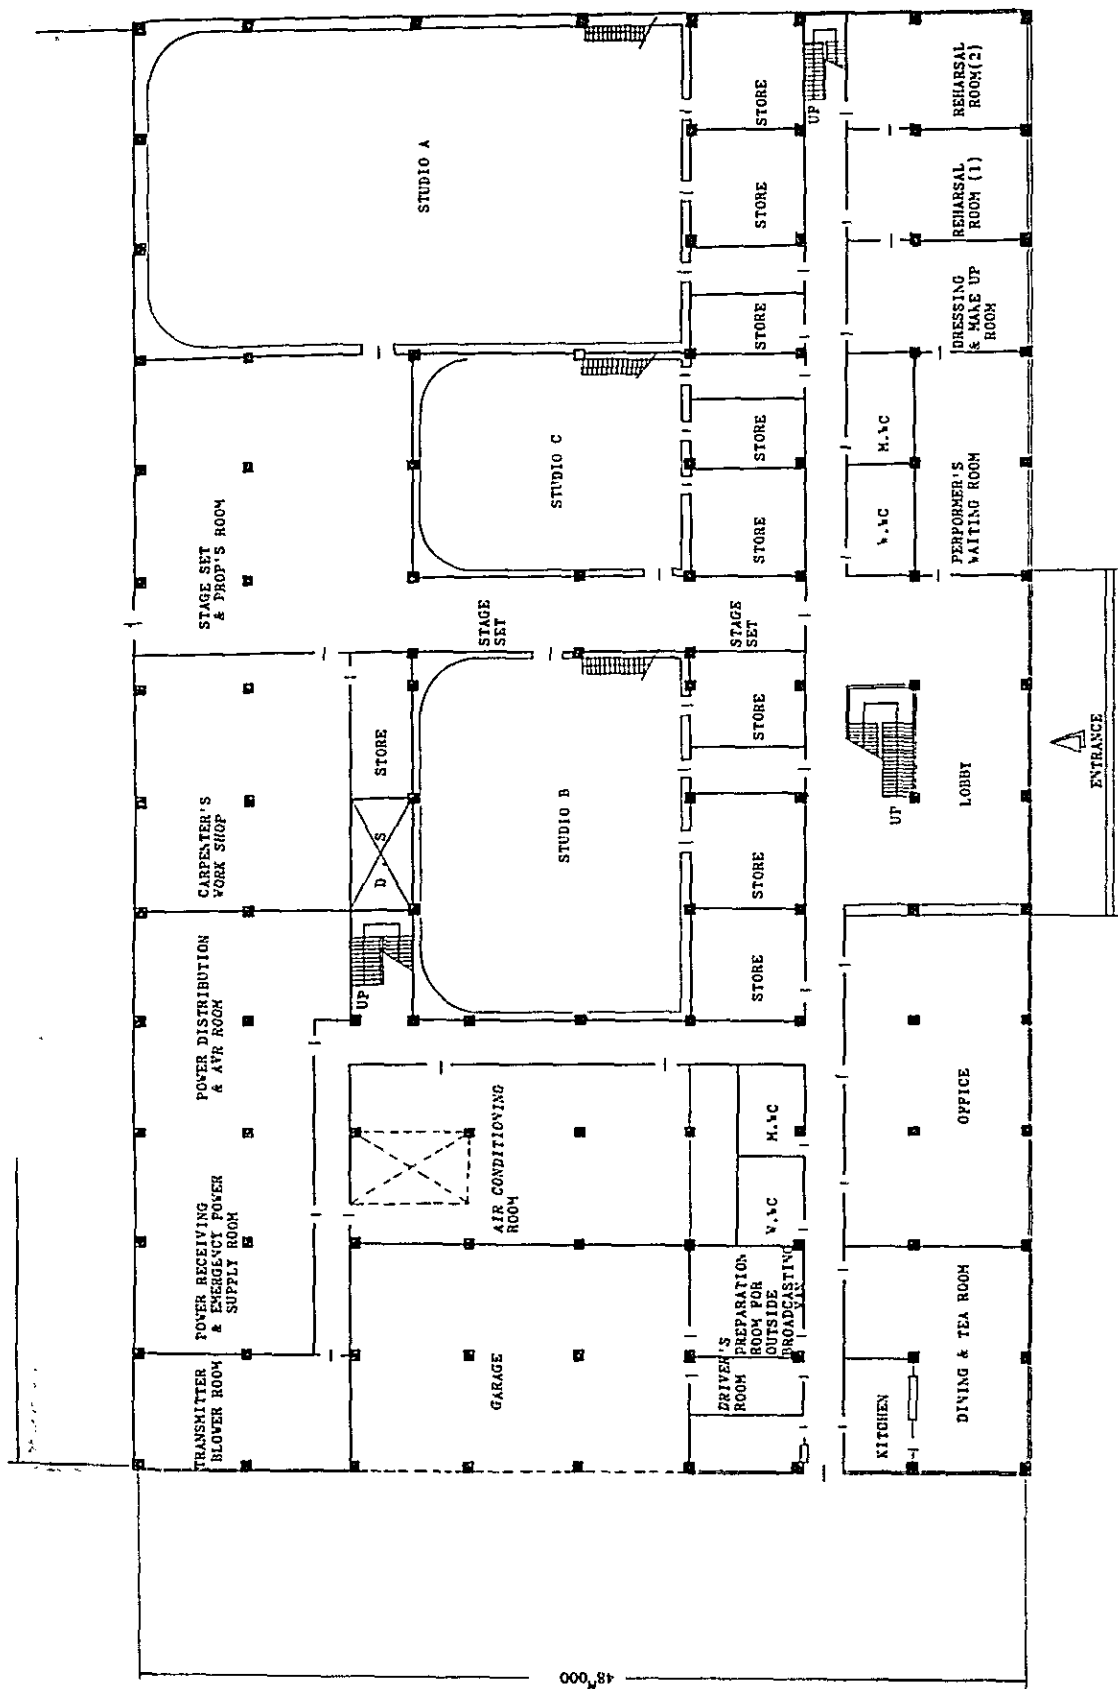 TRANSMITTER
BLOWER ROOM
POWER RECEIVING
& EMERGENCY POWER
SUPPLY ROOM
POWER DISTRIBUTION
& AVR ROOM
CARPENTER'S
WORK SHOP
STAGE SET
& PROP'S ROOM
UP
D.S
STORE
GARAGE
AIR CONDITIONING
ROOM
STUDIO B
STAGE
SET
STUDIO C
STUDIO A
DRIVER'S
ROOM
PREPARATION
ROOM FOR
OUTSIDE
BROADCASTING
VAN
W.WC
M.WC
STORE
STORE
STORE
STAGE
SET
STORE
STORE
STORE
STORE
STORE
UP
KITCHEN
DINING & TEA ROOM
OFFICE
UP
LOBBY
W.WC
M.WC
PERFORMER'S
WAITING ROOM
DRESSING
& MAKE UP
ROOM
REHARSAL
ROOM (1)
REHARSAL
ROOM(2)
ENTRANCE
48M000